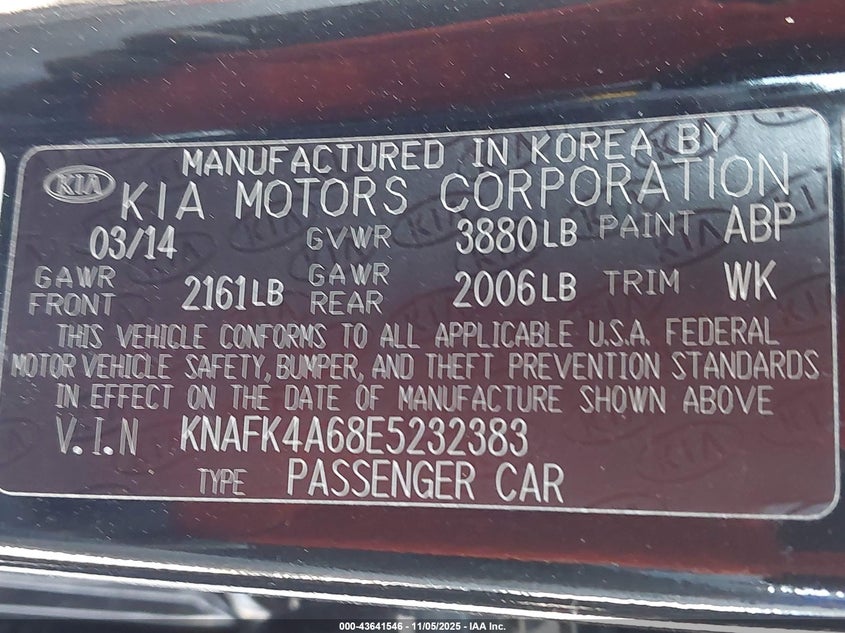 MANUFACTURED IN KOREA BY
KIA KIA MOTORS CORPORATION
03/14 GVWR 3880LB PAINT ABP
GAWR FRONT 2161LB GAWR REAR 2006LB TRIM WK
THIS VEHICLE CONFORMS TO ALL APPLICABLE U.S.A. FEDERAL
MOTOR VEHICLE SAFETY, BUMPER, AND THEFT PREVENTION STANDARDS
IN EFFECT ON THE DATE OF MANUFACTURE SHOWN ABOVE
V.I.N KNAFK4A68E5232383
TYPE PASSENGER CAR
000-43641546 - 11/05/2025 - IAA Inc.